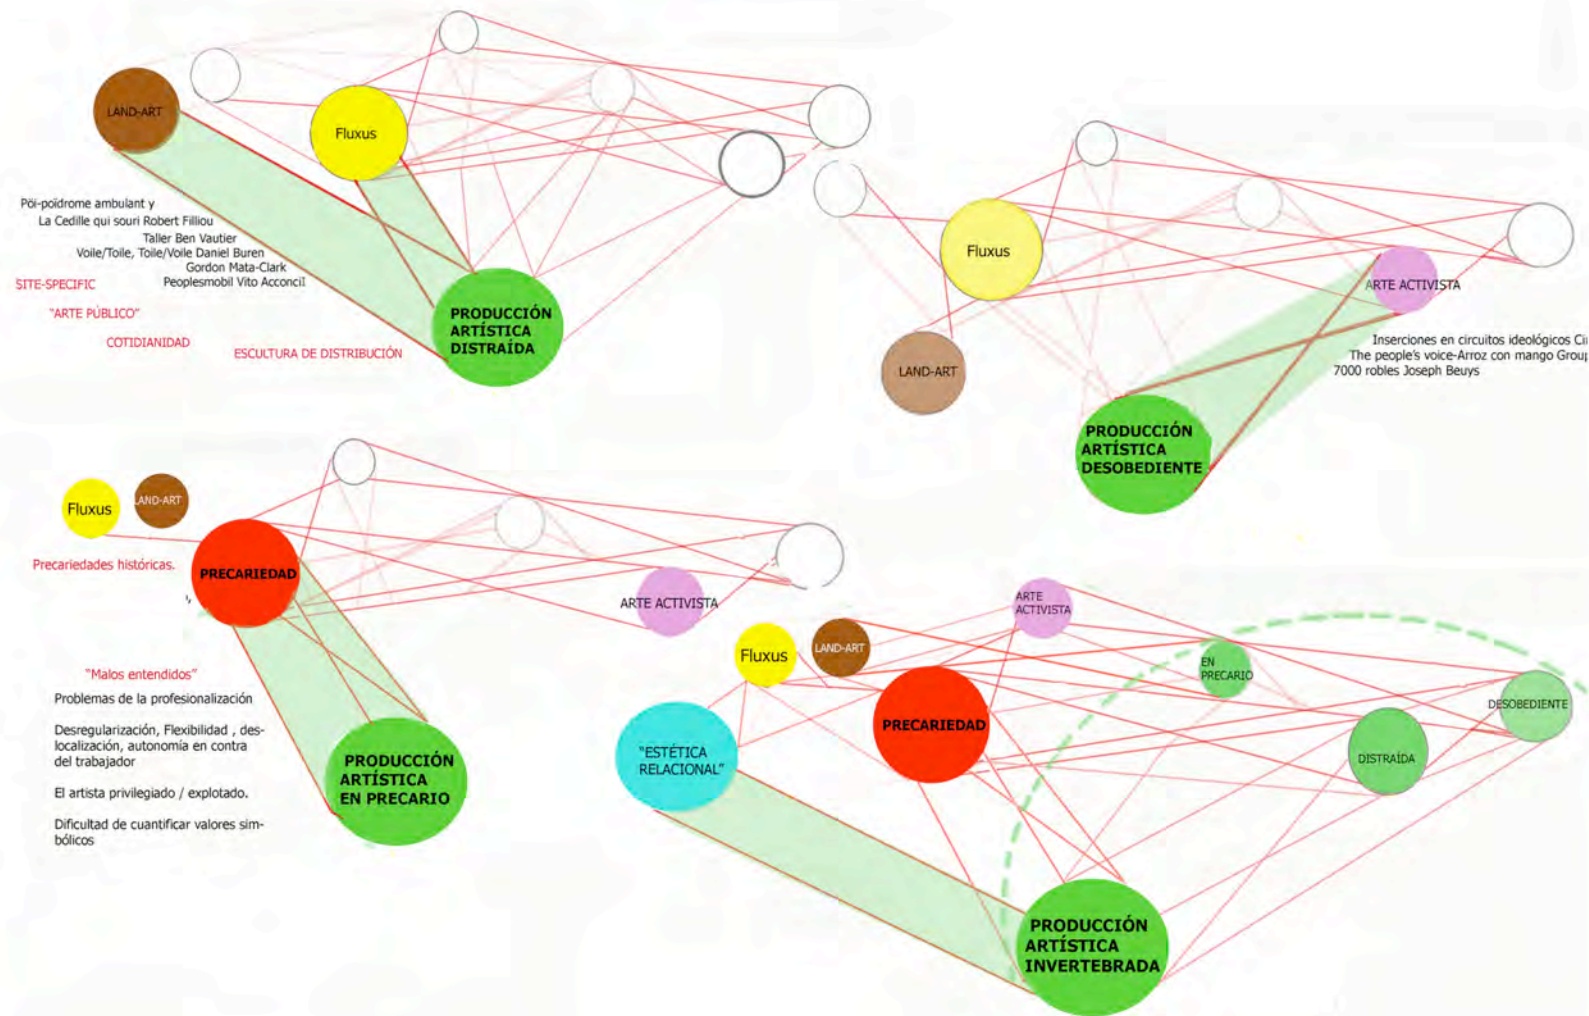 LAND-ART
Fluxus
Pöi-poïdrome ambulant y
La Cedille qui souri Robert Filliou
Taller Ben Vautier
Voile/Toile, Toile/Voile Daniel Buren
Gordon Mata-Clark
Peoplesmobil Vito Acconcil
SITE-SPECIFIC
"ARTE PÚBLICO"
COTIDIANIDAD
ESCULTURA DE DISTRIBUCIÓN
PRODUCCIÓN
ARTÍSTICA
DISTRAÍDA
Fluxus
LAND-ART
ARTE ACTIVISTA
Inserciones en circuitos ideológicos
The people's voice-Arroz con mango
7000 robles Joseph Beuys
PRODUCCIÓN
ARTÍSTICA
DESOBEDIENTE
Fluxus
LAND-ART
Precariedades históricas.
PRECARIEDAD
ARTE ACTIVISTA
"Malos entendidos"
Problemas de la profesionalización
Desregularización, Flexibilidad , des-
localización, autonomía en contra
del trabajador
El artista privilegiado / explotado.
Dificultad de cuantificar valores sim-
bólicos
PRODUCCIÓN
ARTÍSTICA
EN PRECARIO
ARTE
ACTIVISTA
Fluxus
LAND-ART
EN
PRECARIO
"ESTÉTICA
RELACIONAL"
PRECARIEDAD
DISTRAÍDA
DESOBEDIENTE
PRODUCCIÓN
ARTÍSTICA
INVERTEBRADA